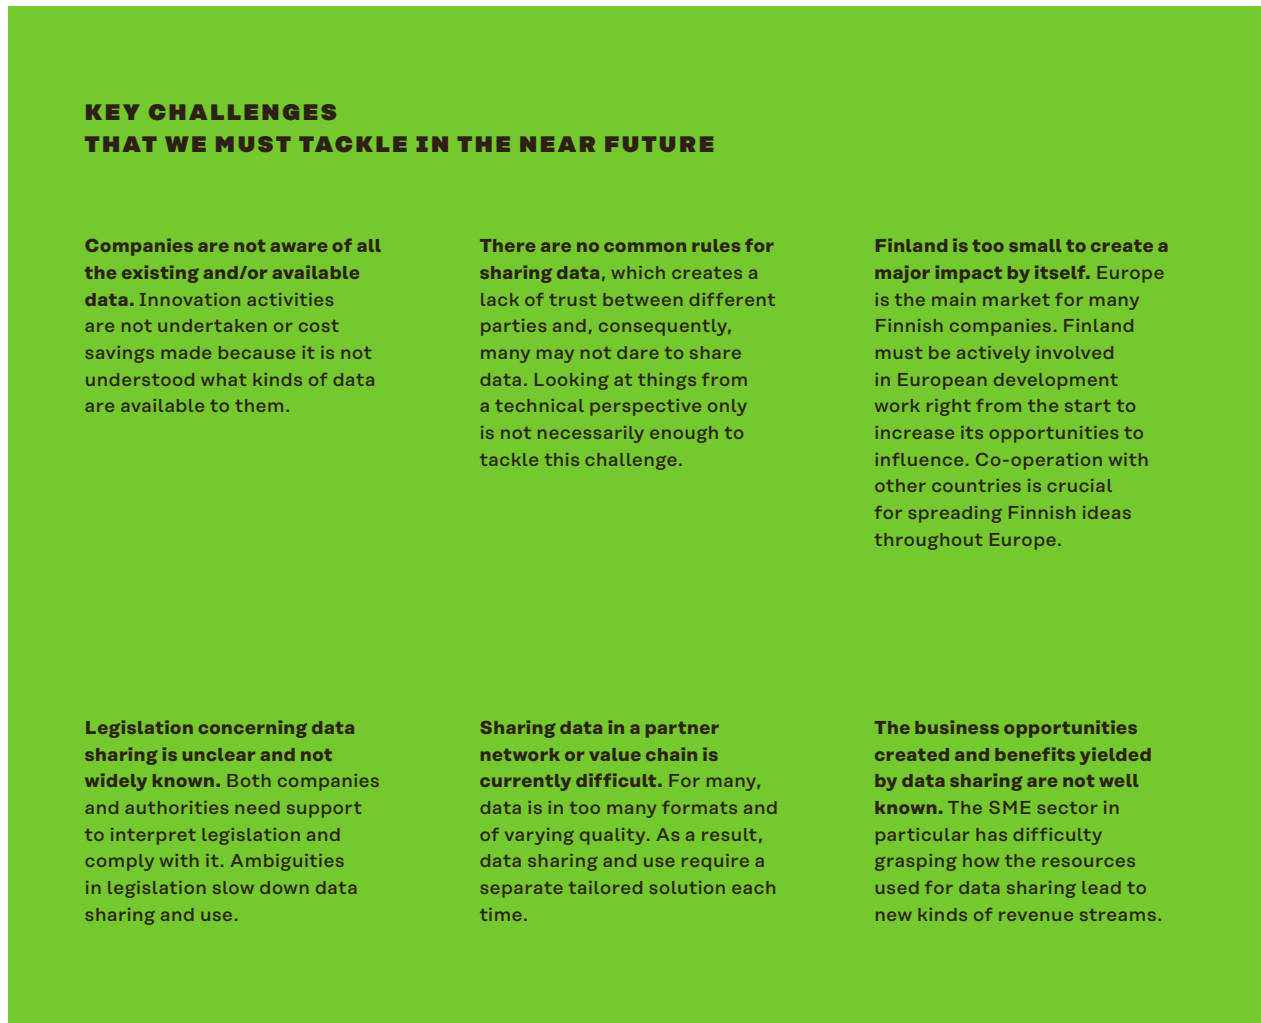 KEY CHALLENGES
THAT WE MUST TACKLE IN THE NEAR FUTURE
Companies are not aware of all
the existing and/or available
data. Innovation activities
are not undertaken or cost
savings made because it is not
understood what kinds of data
are available to them.
There are no common rules for
sharing data, which creates a
lack of trust between different
parties and, consequently,
many may not dare to share
data. Looking at things from
a technical perspective only
is not necessarily enough to
tackle this challenge.
Finland is too small to create a
major impact by itself. Europe
is the main market for many
Finnish companies. Finland
must be actively involved
in European development
work right from the start to
increase its opportunities to
influence. Co-operation with
other countries is crucial
for spreading Finnish ideas
throughout Europe.
Legislation concerning data
sharing is unclear and not
widely known. Both companies
and authorities need support
to interpret legislation and
comply with it. Ambiguities
in legislation slow down data
sharing and use.
Sharing data in a partner
network or value chain is
currently difficult. For many,
data is in too many formats and
of varying quality. As a result,
data sharing and use require a
separate tailored solution each
time.
The business opportunities
created and benefits yielded
by data sharing are not well
known. The SME sector in
particular has difficulty
grasping how the resources
used for data sharing lead to
new kinds of revenue streams.